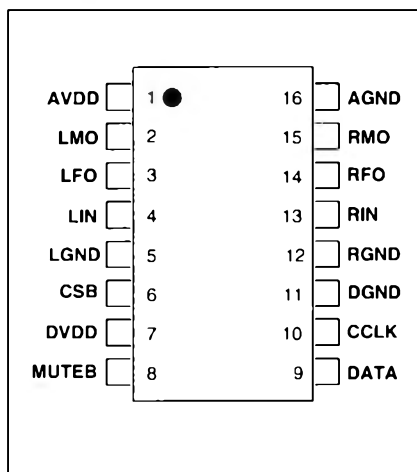 AVDD 1 16 AGND
LMO 2 15 RMO
LFO 3 14 RFO
LIN 4 13 RIN
LGND 5 12 RGND
CSB 6 11 DGND
DVDD 7 10 CCLK
MUTEB 8 9 DATA